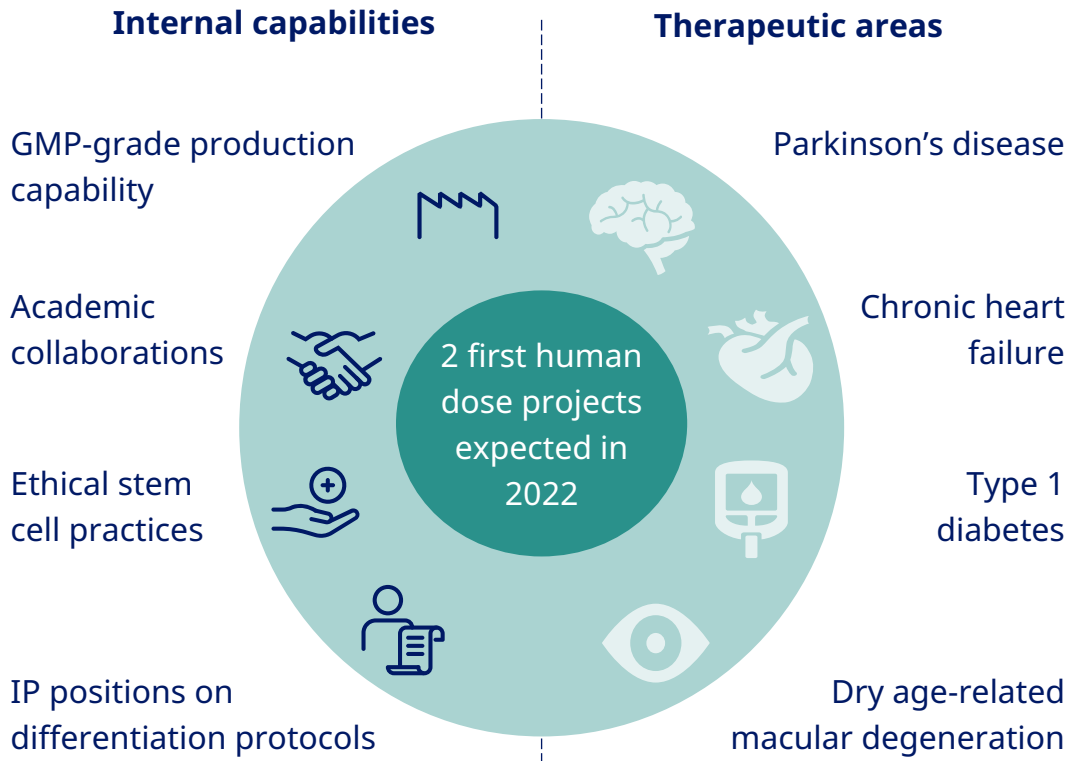 Internal capabilities
GMP-grade production
capability
Academic
collaborations
Ethical stem
cell practices
IP positions on
differentiation protocols
2 first human
dose projects
expected in
2022
Therapeutic areas
Parkinson’s disease
Chronic heart
failure
Type 1
diabetes
Dry age-related
macular degeneration